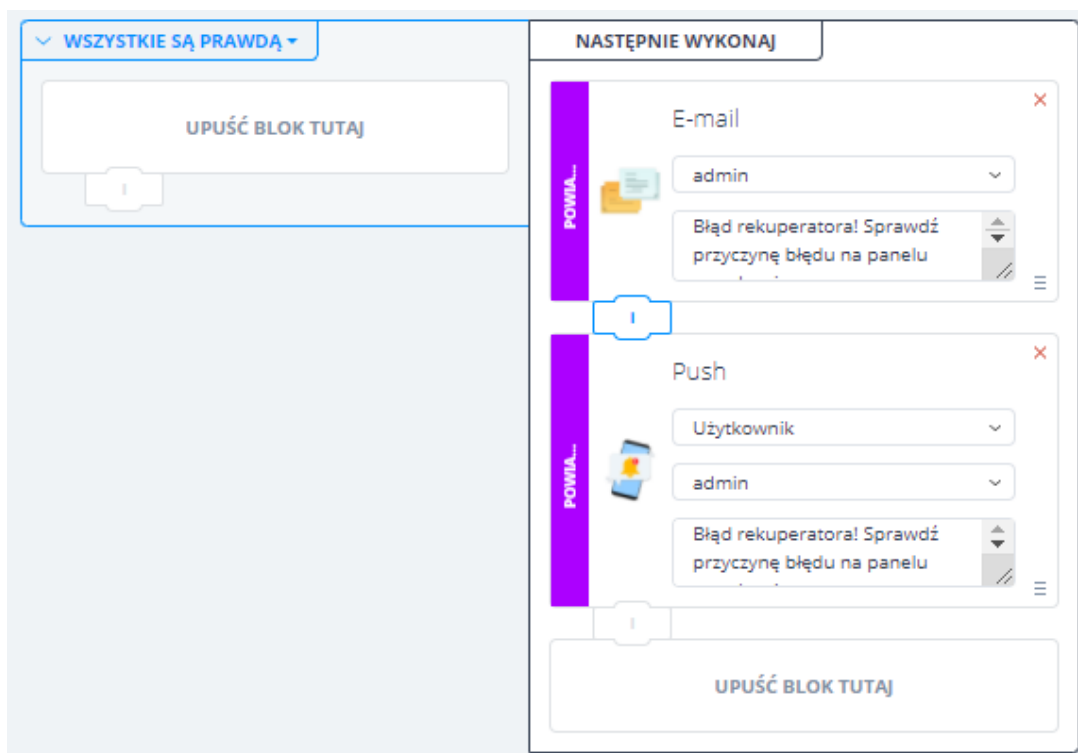 WSZYSTKIE SĄ PRAWDĄ
UPUŚĆ BLOK TUTAJ
I
NASTĘPNIE WYKONAJ
POWIA...
E-mail
admin
Błąd rekuperatora! Sprawdź
przyczynę błędu na panelu
I
POWIA...
Push
Użytkownik
admin
Błąd rekuperatora! Sprawdź
przyczynę błędu na panelu
I
UPUŚĆ BLOK TUTAJ